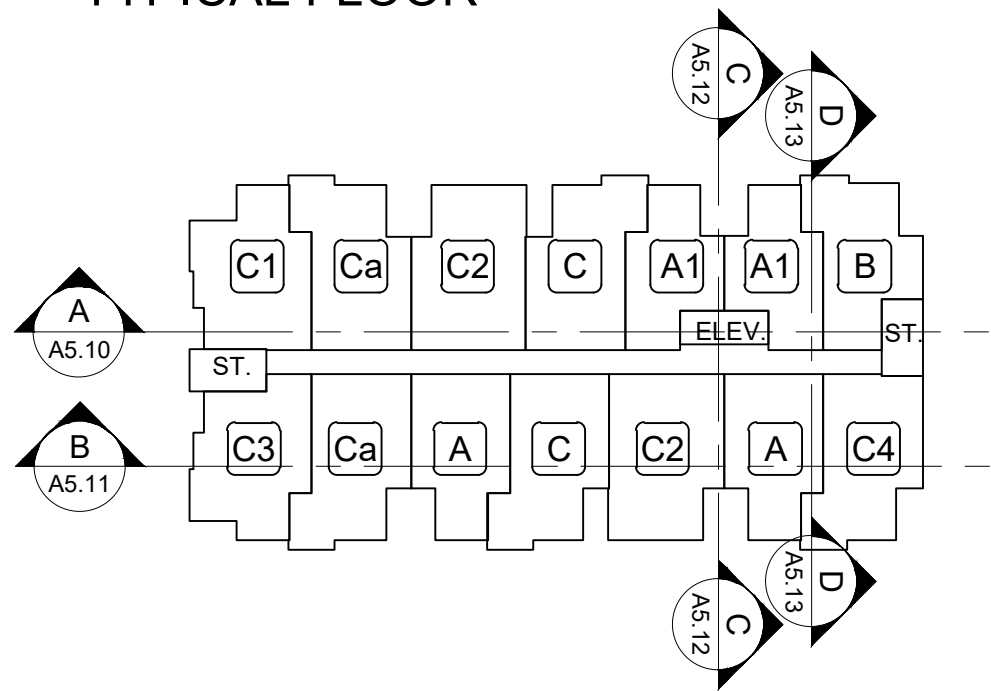 TYPICAL FLOOR
C
A5.12
D
A5.13
C1
Ca
C2
C
A1
A1
B
A
A5.10
ELEV.
ST.
ST.
B
A5.11
C3
Ca
A
C
C2
A
C4
D
A5.13
C
A5.12